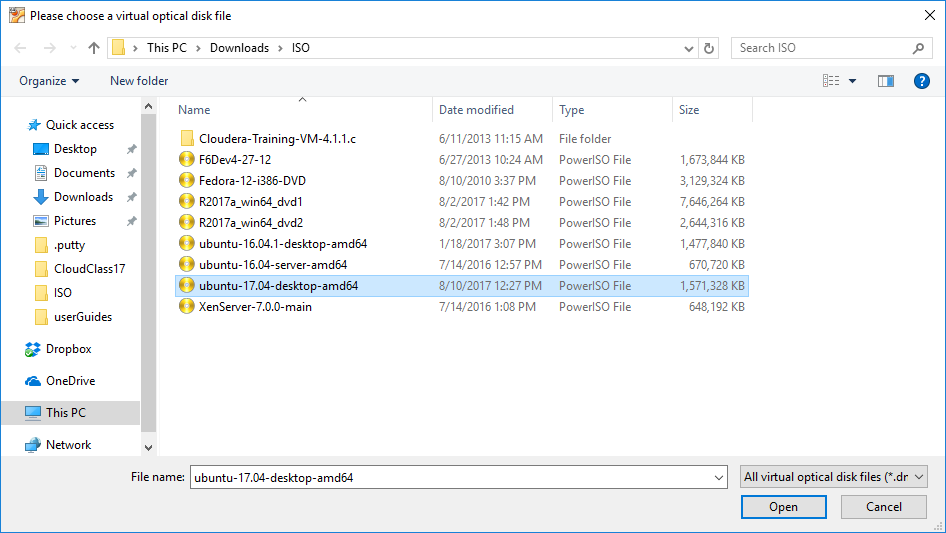 Please choose a virtual optical disk file
This PC > Downloads > ISO
Search ISO
Organize
New folder
Quick access
Desktop
Documents
Downloads
Pictures
.putty
CloudClass17
ISO
userGuides
Dropbox
OneDrive
This PC
Network
Name Date modified Type Size
Cloudera-Training-VM-4.1.1.c 6/11/2013 11:15 AM File folder
F6Dev4-27-12 6/27/2013 10:24 AM PowerISO File 1,673,844 KB
Fedora-12-i386-DVD 8/10/2010 3:37 PM PowerISO File 3,129,324 KB
R2017a_win64_dvd1 8/2/2017 1:42 PM PowerISO File 7,646,264 KB
R2017a_win64_dvd2 8/2/2017 1:48 PM PowerISO File 2,644,316 KB
ubuntu-16.04.1-desktop-amd64 1/18/2017 3:07 PM PowerISO File 1,477,840 KB
ubuntu-16.04-server-amd64 7/14/2016 12:57 PM PowerISO File 670,720 KB
ubuntu-17.04-desktop-amd64 8/10/2017 12:27 PM PowerISO File 1,571,328 KB
XenServer-7.0.0-main 7/14/2016 1:08 PM PowerISO File 648,192 KB
File name: ubuntu-17.04-desktop-amd64
All virtual optical disk files (*.dr
Open
Cancel